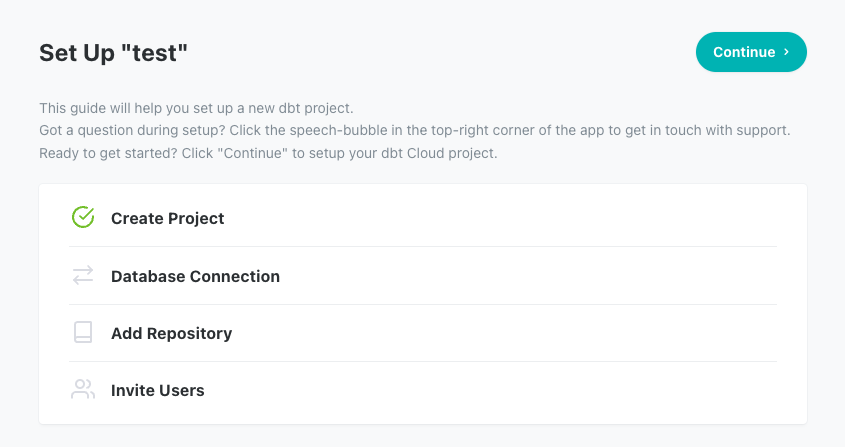 Set Up "test"
Continue ›
This guide will help you set up a new dbt project.
Got a question during setup? Click the speech-bubble in the top-right corner of the app to get in touch with support.
Ready to get started? Click "Continue" to setup your dbt Cloud project.
Create Project
Database Connection
Add Repository
Invite Users